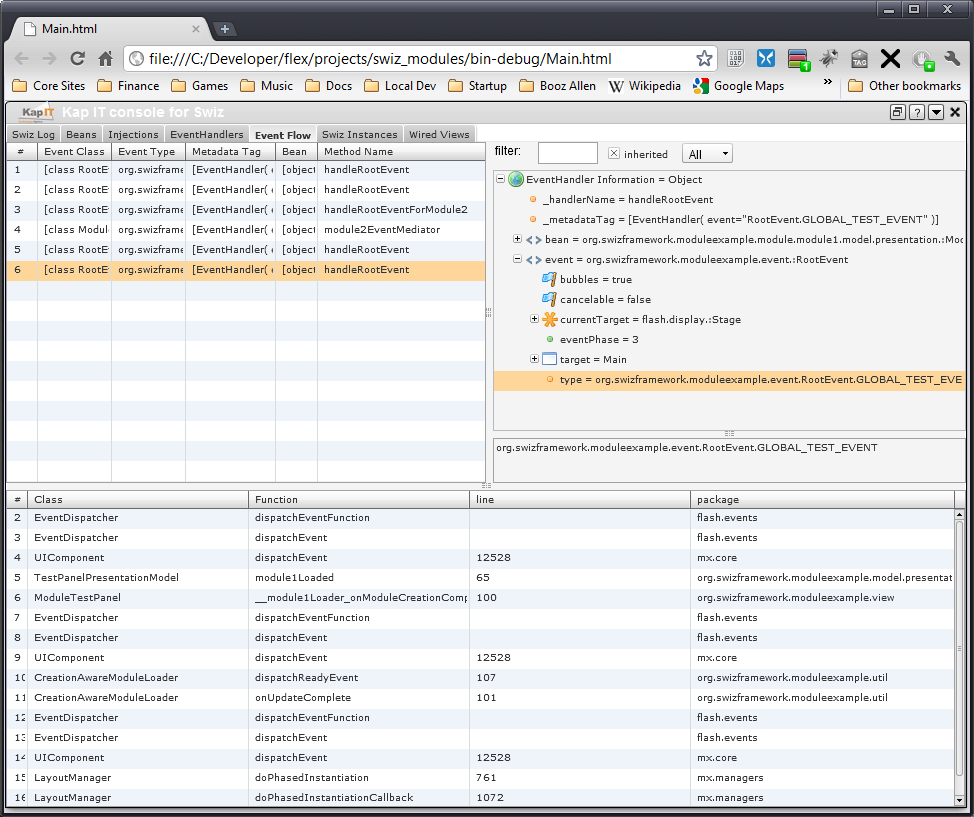 Main.html
file:///C:/Developer/flex/projects/swiz_modules/bin-debug/Main.html
Core Sites Finance Games Music Docs Local Dev Startup Booz Allen Wikipedia Google Maps » Other bookmarks
KapIT Kap IT console for Swiz
Swiz Log Beans Injections EventHandlers Event Flow Swiz Instances Wired Views
# Event Class Event Type Metadata Tag Bean Method Name
1 [class RootE org.swizframe [EventHandler( e [object handleRootEvent
2 [class RootE org.swizframe [EventHandler( e [object handleRootEvent
3 [class RootE org.swizframe [EventHandler( e [object handleRootEventForModule2
4 [class Modul org.swizframe [EventHandler( e [object module2EventMediator
5 [class RootE org.swizframe [EventHandler( e [object handleRootEvent
6 [class RootE org.swizframe [EventHandler( e [object handleRootEvent
filter: inherited All
EventHandler Information = Object
_handlerName = handleRootEvent
_metadataTag = [EventHandler( event="RootEvent.GLOBAL_TEST_EVENT" )]
bean = org.swizframework.moduleexample.module.module1.model.presentation.:Mod
event = org.swizframework.moduleexample.event.:RootEvent
bubbles = true
cancelable = false
currentTarget = flash.display.:Stage
eventPhase = 3
target = Main
type = org.swizframework.moduleexample.event.RootEvent.GLOBAL_TEST_EVE
org.swizframework.moduleexample.event.RootEvent.GLOBAL_TEST_EVENT
# Class Function line package
2 EventDispatcher dispatchEventFunction flash.events
3 EventDispatcher dispatchEvent flash.events
4 UIComponent dispatchEvent 12528 mx.core
5 TestPanelPresentationModel module1Loaded 65 org.swizframework.moduleexample.model.presentat
6 ModuleTestPanel __module1Loader_onModuleCreationComp 100 org.swizframework.moduleexample.view
7 EventDispatcher dispatchEventFunction flash.events
8 EventDispatcher dispatchEvent flash.events
9 UIComponent dispatchEvent 12528 mx.core
10 CreationAwareModuleLoader dispatchReadyEvent 107 org.swizframework.moduleexample.util
11 CreationAwareModuleLoader onUpdateComplete 101 org.swizframework.moduleexample.util
12 EventDispatcher dispatchEventFunction flash.events
13 EventDispatcher dispatchEvent flash.events
14 UIComponent dispatchEvent 12528 mx.core
15 LayoutManager doPhasedInstantiation 761 mx.managers
16 LayoutManager doPhasedInstantiationCallback 1072 mx.managers